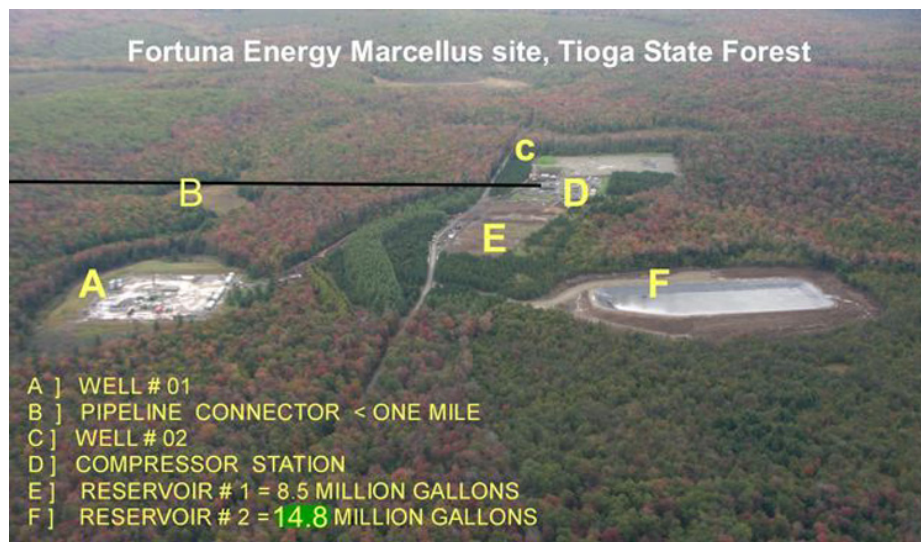 Fortuna Energy Marcellus site, Tioga State Forest
c
B
D
E
A
F
A ] WELL # 01
B ] PIPELINE CONNECTOR < ONE MILE
C ] WELL # 02
D ] COMPRESSOR STATION
E ] RESERVOIR # 1 = 8.5 MILLION GALLONS
F ] RESERVOIR # 2 = 14.8 MILLION GALLONS